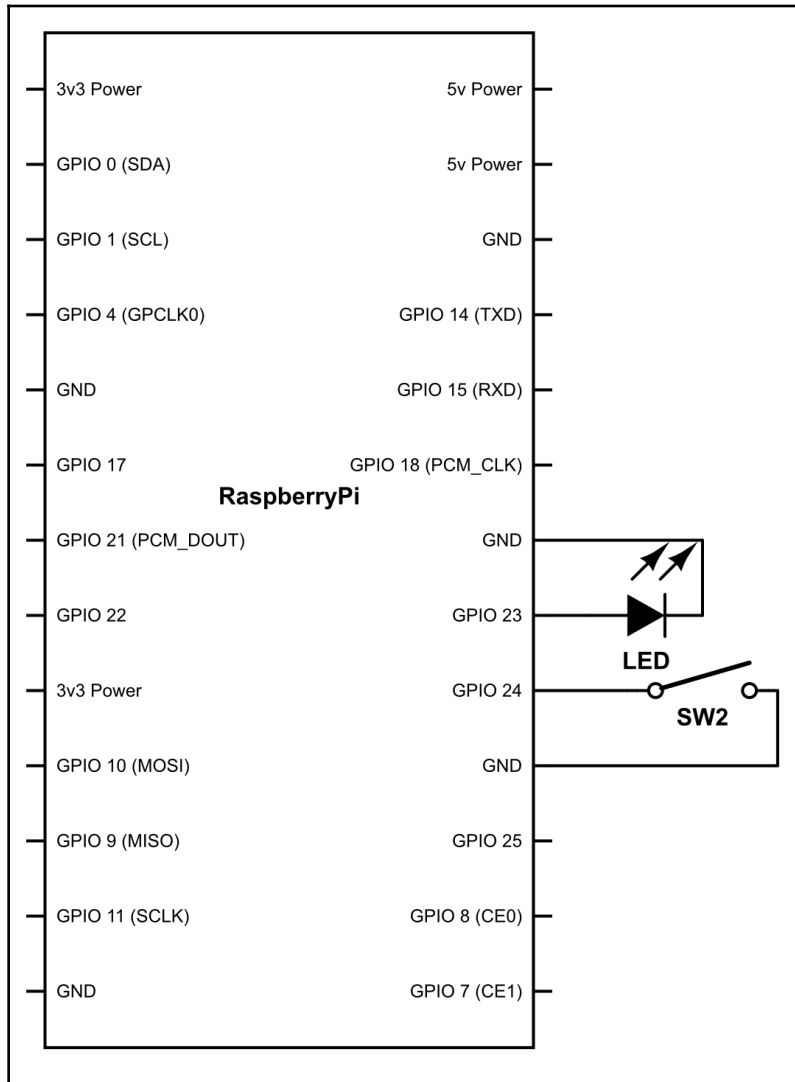 3v3 Power
5v Power
GPIO 0 (SDA)
5v Power
GPIO 1 (SCL)
GND
GPIO 4 (GPCLK0)
GPIO 14 (TXD)
GND
GPIO 15 (RXD)
GPIO 17
GPIO 18 (PCM_CLK)
RaspberryPi
GPIO 21 (PCM_DOUT)
GND
GPIO 22
GPIO 23
LED
3v3 Power
GPIO 24
SW2
GPIO 10 (MOSI)
GND
GPIO 9 (MISO)
GPIO 25
GPIO 11 (SCLK)
GPIO 8 (CE0)
GND
GPIO 7 (CE1)